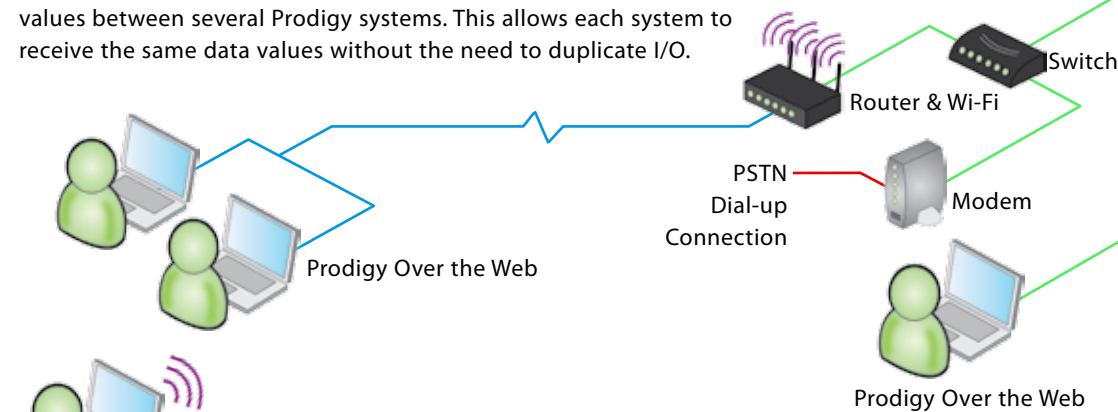 values between several Prodigy systems. This allows each system to
receive the same data values without the need to duplicate I/O.
Switch
Router & Wi-Fi
PSTN
Dial-up
Connection
Modem
Prodigy Over the Web
Prodigy Over the Web